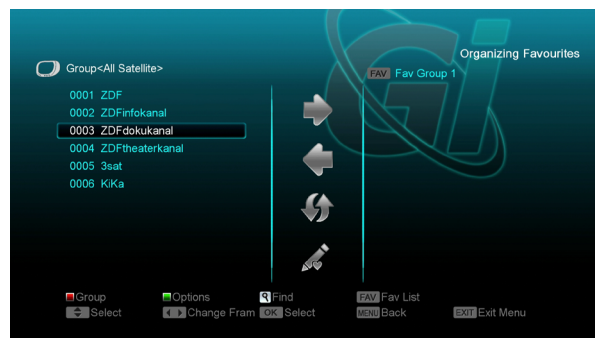 Organizing Favourites
Group<All Satellite>
FAV Fav Group 1
0001 ZDF
0002 ZDFinfokanal
0003 ZDFdokukanal
0004 ZDFtheaterkanal
0005 3sat
0006 KiKa
Gi
Group Options Find FAV Fav List
Select Change Fram OK Select MENU Back EXIT Exit Menu